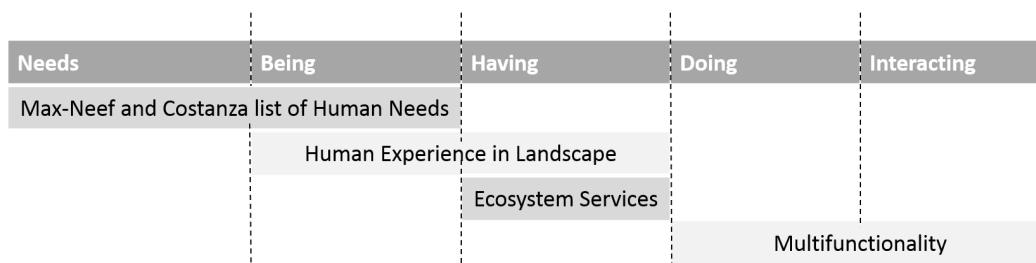 Needs Being Having Doing Interacting
Max-Neef and Costanza list of Human Needs
Human Experience in Landscape
Ecosystem Services
Multifunctionality